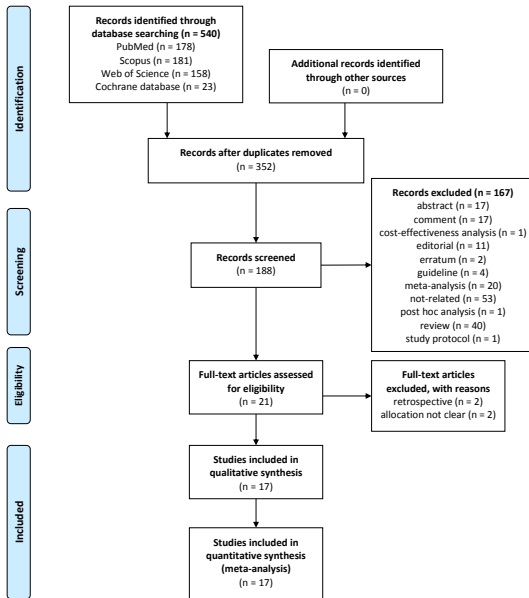 Identification
Records identified through
database searching (n = 540)
PubMed (n = 178)
Scopus (n = 181)
Web of Science (n = 158)
Cochrane database (n = 23)
Additional records identified
through other sources
(n = 0)
Records after duplicates removed
(n = 352)
Screening
Records screened
(n = 188)
Records excluded (n = 167)
abstract (n = 17)
comment (n = 17)
cost-effectiveness analysis (n = 1)
editorial (n = 11)
erratum (n = 2)
guideline (n = 4)
meta-analysis (n = 20)
not-related (n = 53)
post hoc analysis (n = 1)
review (n = 40)
study protocol (n = 1)
Eligibility
Full-text articles assessed
for eligibility
(n = 21)
Full-text articles
excluded, with reasons
retrospective (n = 2)
allocation not clear (n = 2)
Included
Studies included in
qualitative synthesis
(n = 17)
Studies included in
quantitative synthesis
(meta-analysis)
(n = 17)